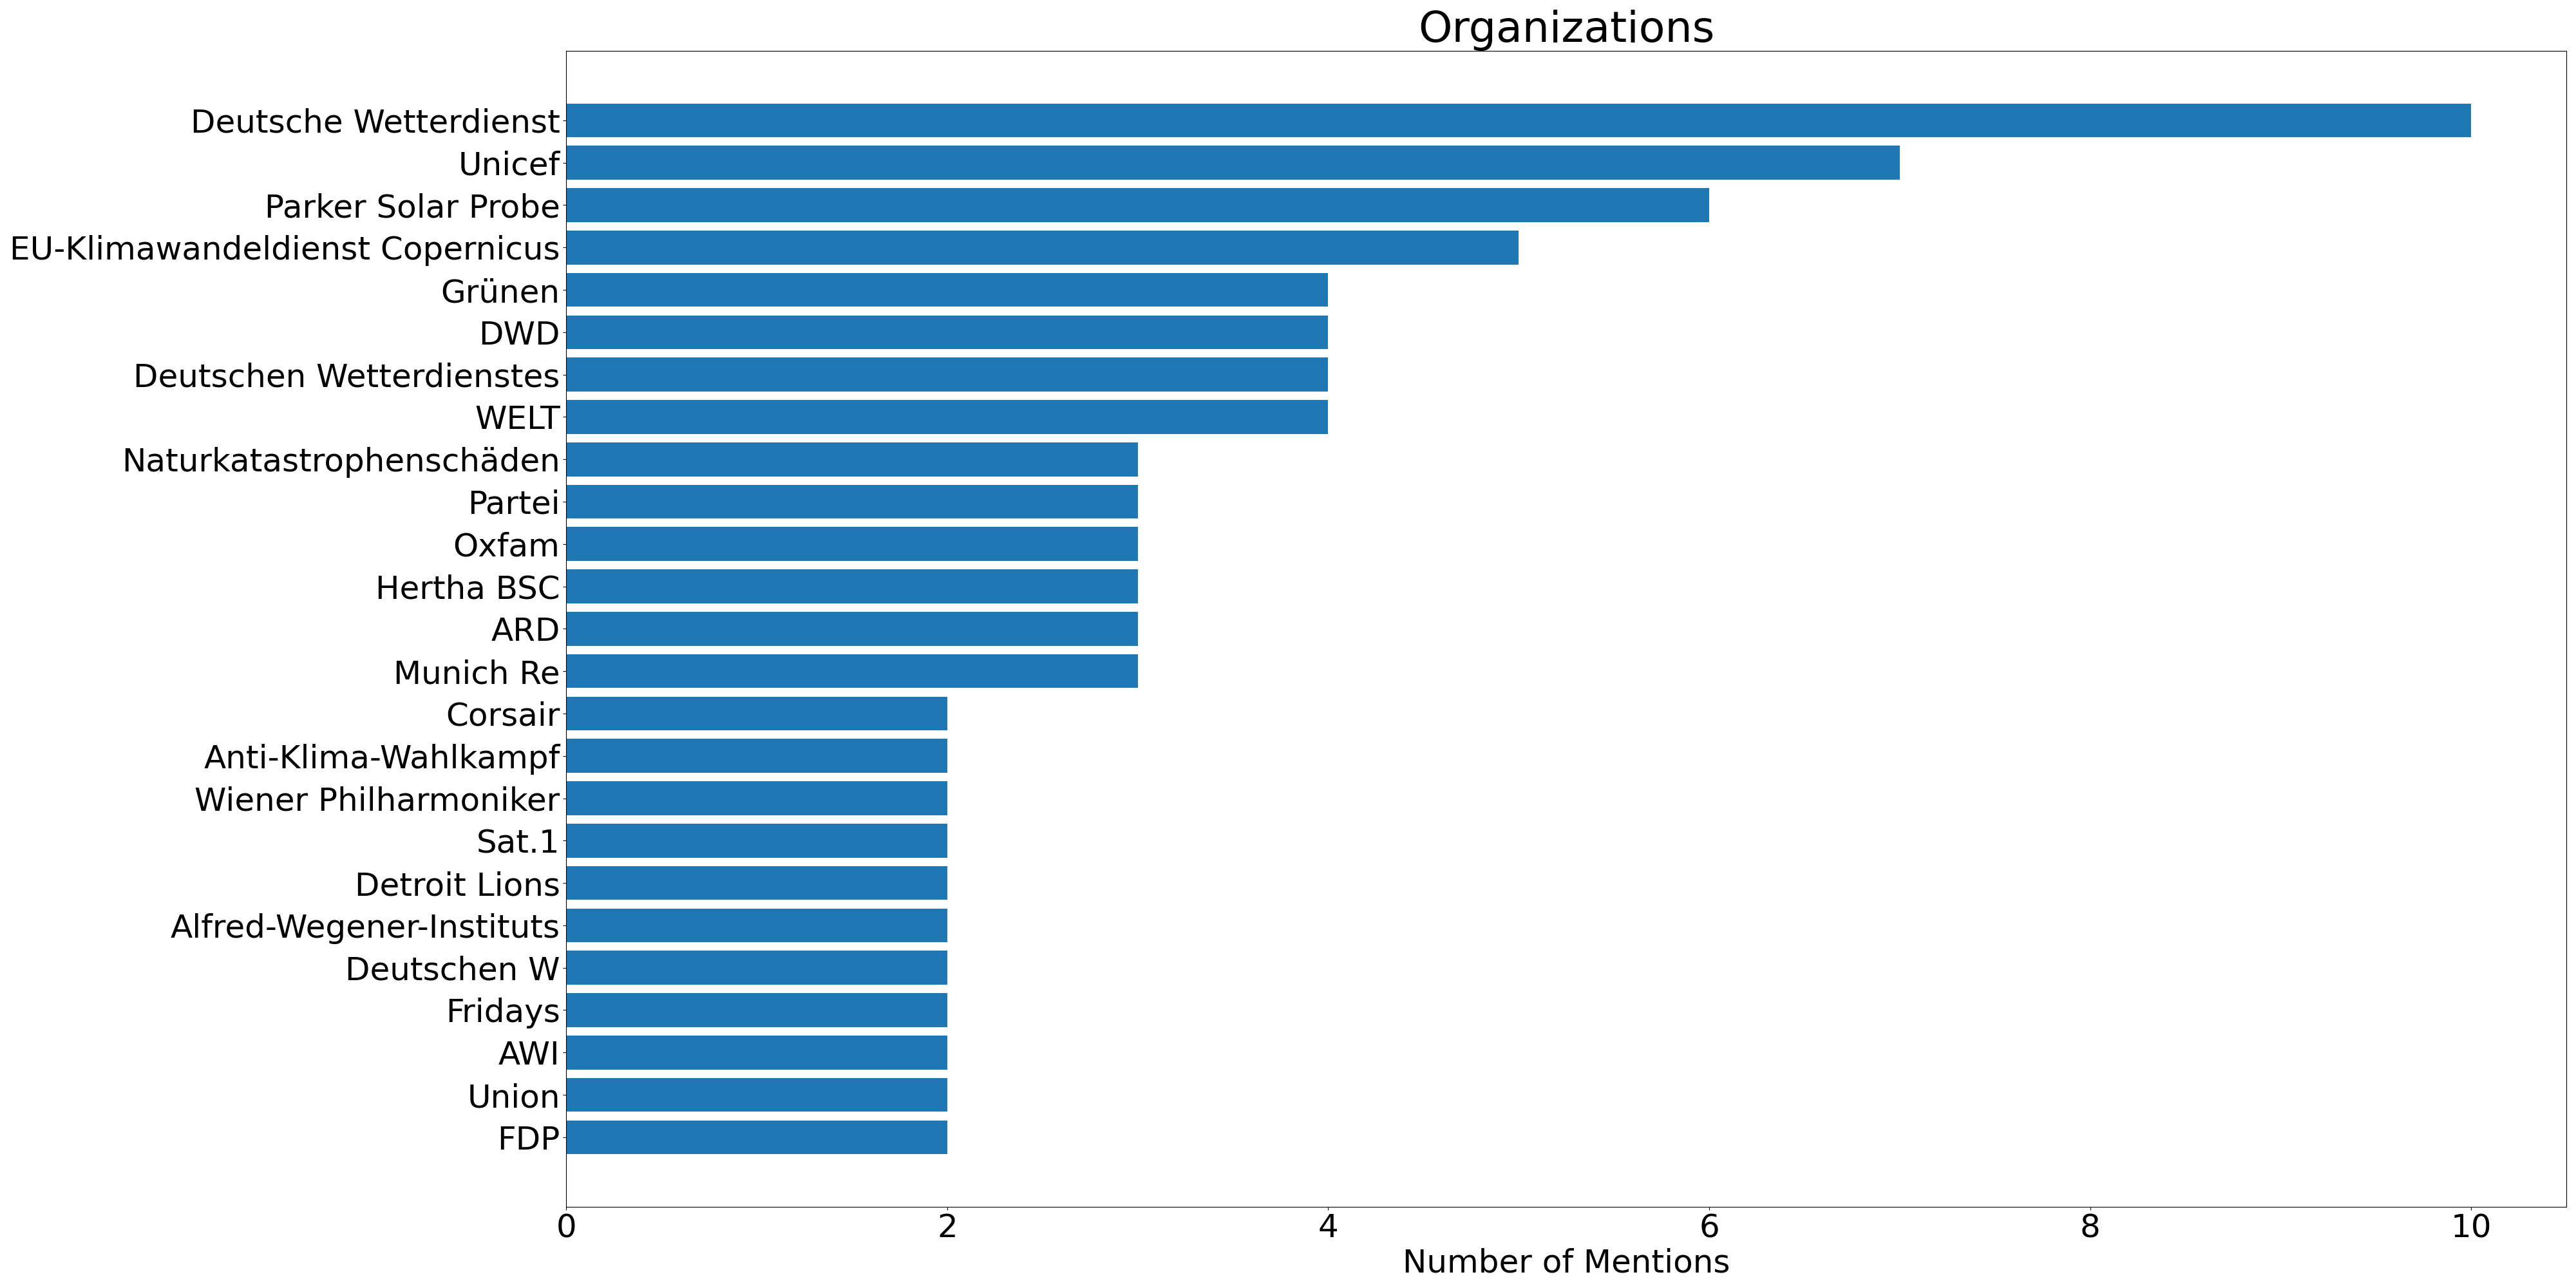 Organizations
Deutsche Wetterdienst
Unicef
Parker Solar Probe
EU-Klimawandeldienst Copernicus
Grünen
DWD
Deutschen Wetterdienstes
WELT
Naturkatastrophenschäden
Partei
Oxfam
Hertha BSC
ARD
Munich Re
Corsair
Anti-Klima-Wahlkampf
Wiener Philharmoniker
Sat.1
Detroit Lions
Alfred-Wegener-Instituts
Deutschen W
Fridays
AWI
Union
FDP
0 2 4 6 8 10
Number of Mentions